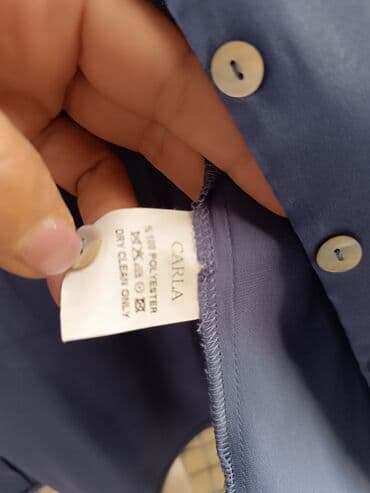 CARLA
% 100 POLYESTER
DRY CLEAN ONLY